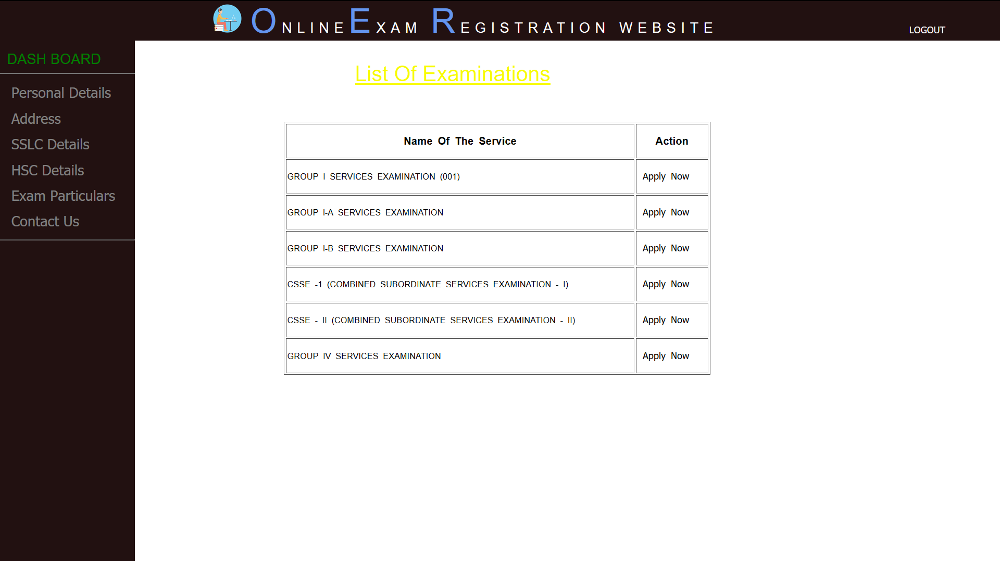 ONLINE EXAM REGISTRATION WEBSITE
LOGOUT
DASH BOARD
Personal Details
Address
SSLC Details
HSC Details
Exam Particulars
Contact Us
List Of Examinations
Name Of The Service Action
GROUP I SERVICES EXAMINATION (001) Apply Now
GROUP I-A SERVICES EXAMINATION Apply Now
GROUP I-B SERVICES EXAMINATION Apply Now
CSSE -1 (COMBINED SUBORDINATE SERVICES EXAMINATION - I) Apply Now
CSSE - II (COMBINED SUBORDINATE SERVICES EXAMINATION - II) Apply Now
GROUP IV SERVICES EXAMINATION Apply Now